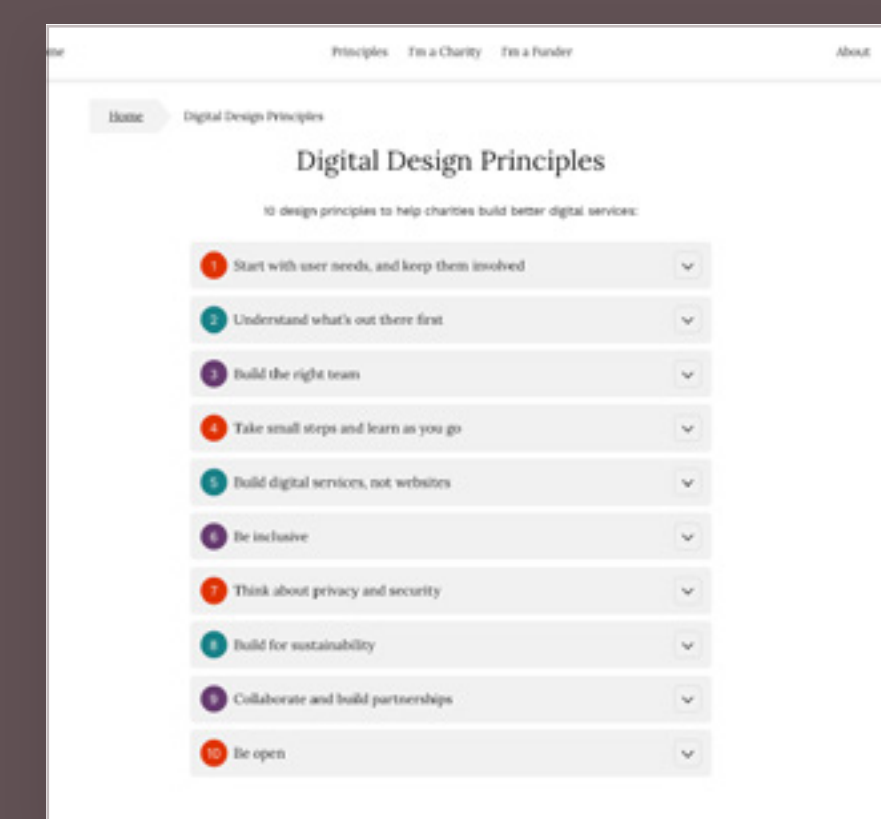 me Principles I'm a Charity I'm a Funder About
Home Digital Design Principles
Digital Design Principles
10 design principles to help charities build better digital services:
1 Start with user needs, and keep them involved
2 Understand what's out there first
3 Build the right team
4 Take small steps and learn as you go
5 Build digital services, not websites
6 Be inclusive
7 Think about privacy and security
8 Build for sustainability
9 Collaborate and build partnerships
10 Be open